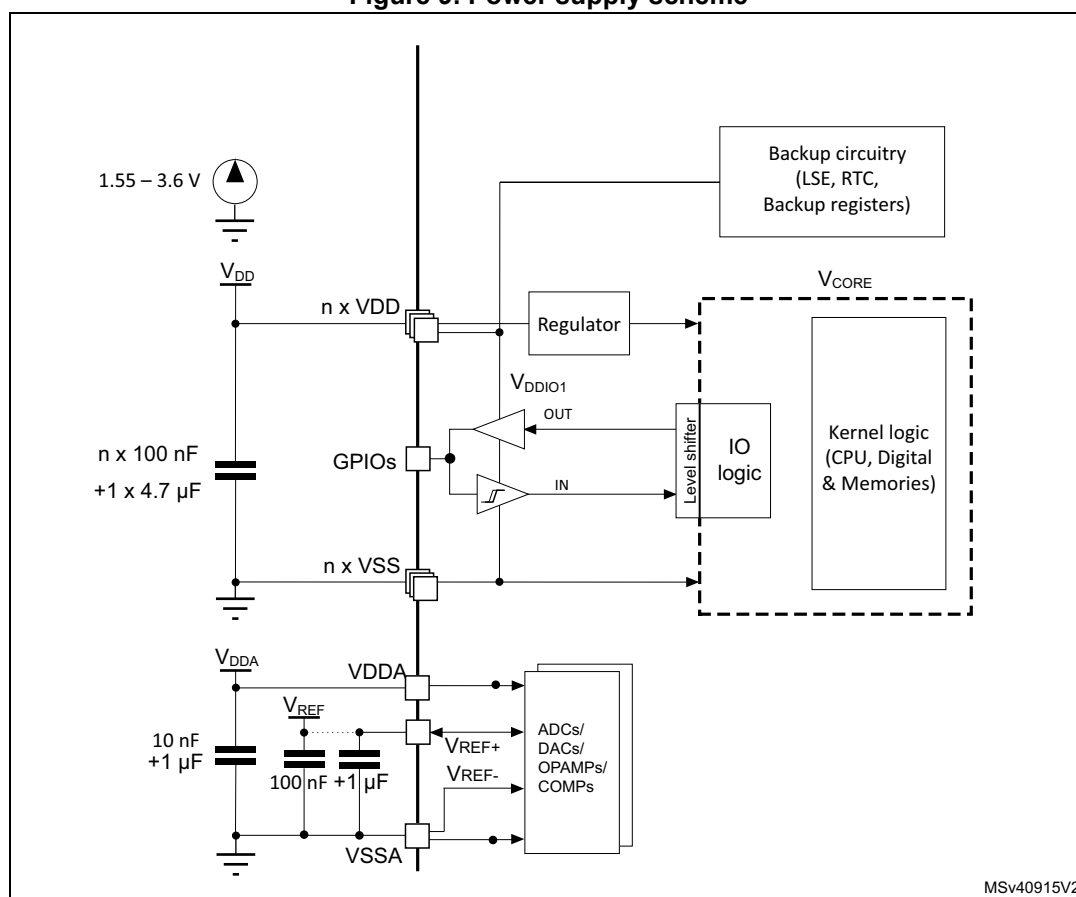 Backup circuitry
(LSE, RTC,
Backup registers)
1.55 – 3.6 V
VDD
VCORE
n x VDD
Regulator
VDDIO1
OUT
n x 100 nF
+1 x 4.7 µF
GPIOs
Level shifter
IO
logic
Kernel logic
(CPU, Digital
& Memories)
IN
n x VSS
VDDA
VDDA
VREF
10 nF
+1 µF
100 nF
+1 µF
VREF+
VREF-
ADCs/
DACs/
OPAMPs/
COMPs
VSSA
MSv40915V2